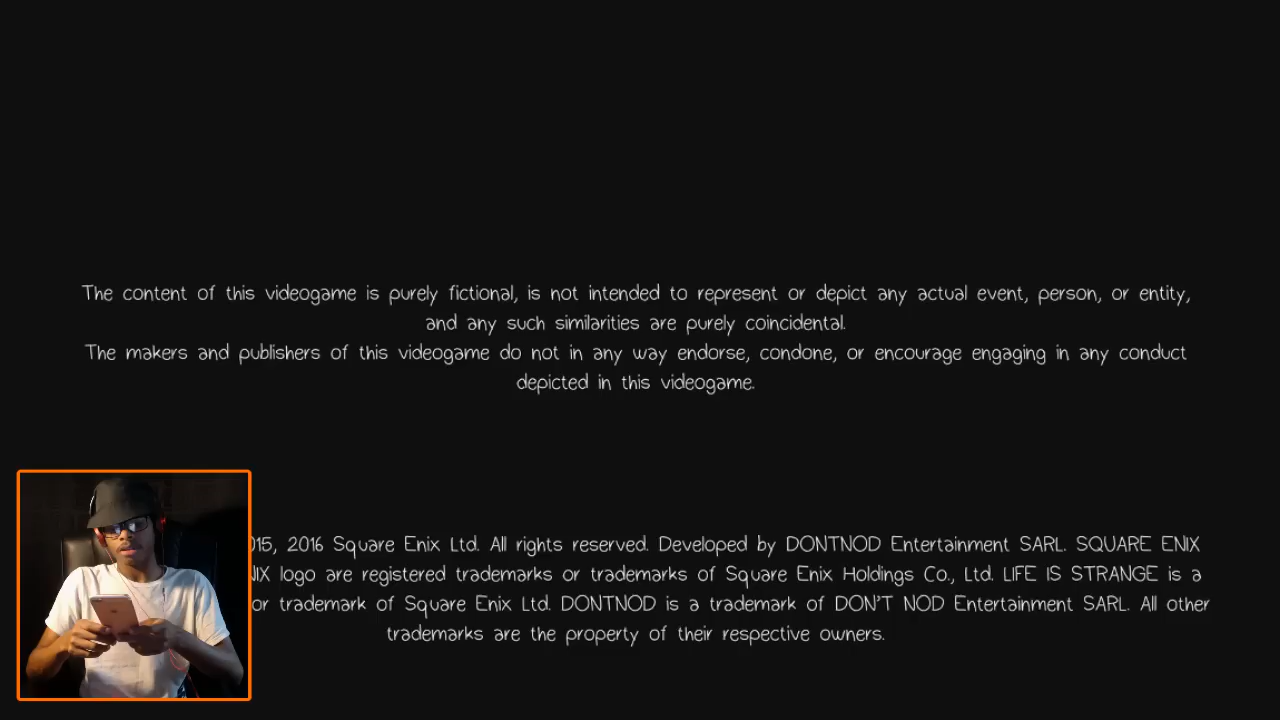 The content of this videogame is purely fictional, is not intended to represent or depict any actual event, person, or entity,
and any such similarities are purely coincidental.
The makers and publishers of this videogame do not in any way endorse, condone, or encourage engaging in any conduct
depicted in this videogame.
2016 Square Enix Ltd. All rights reserved. Developed by DONTNOD Entertainment SARL. SQUARE ENIX
logo are registered trademarks or trademarks of Square Enix Holdings Co., Ltd. LIFE IS STRANGE is a
or trademark of Square Enix Ltd. DONTNOD is a trademark of DON'T NOD Entertainment SARL. All other
trademarks are the property of their respective owners.